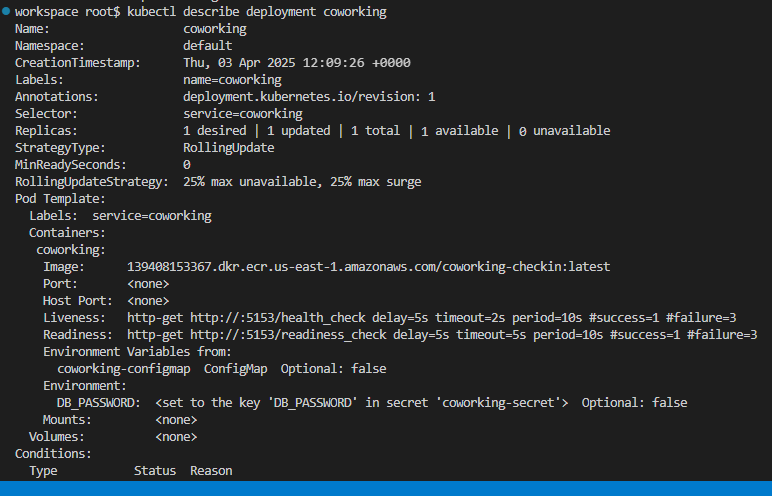 workspace root$ kubectl describe deployment coworking
Name:                   coworking
Namespace:              default
CreationTimestamp:      Thu, 03 Apr 2025 12:09:26 +0000
Labels:                 name=coworking
Annotations:            deployment.kubernetes.io/revision: 1
Selector:               service=coworking
Replicas:               1 desired | 1 updated | 1 total | 1 available | 0 unavailable
StrategyType:           RollingUpdate
MinReadySeconds:        0
RollingUpdateStrategy:  25% max unavailable, 25% max surge
Pod Template:
  Labels:  service=coworking
  Containers:
   coworking:
    Image:      139408153367.dkr.ecr.us-east-1.amazonaws.com/coworking-checkin:latest
    Port:       <none>
    Host Port:  <none>
    Liveness:   http-get http://:5153/health_check delay=5s timeout=2s period=10s #success=1 #failure=3
    Readiness:  http-get http://:5153/readiness_check delay=5s timeout=5s period=10s #success=1 #failure=3
    Environment Variables from:
      coworking-configmap  ConfigMap  Optional: false
    Environment:
      DB_PASSWORD:  <set to the key 'DB_PASSWORD' in secret 'coworking-secret'>  Optional: false
    Mounts:         <none>
  Volumes:          <none>
Conditions:
  Type           Status  Reason